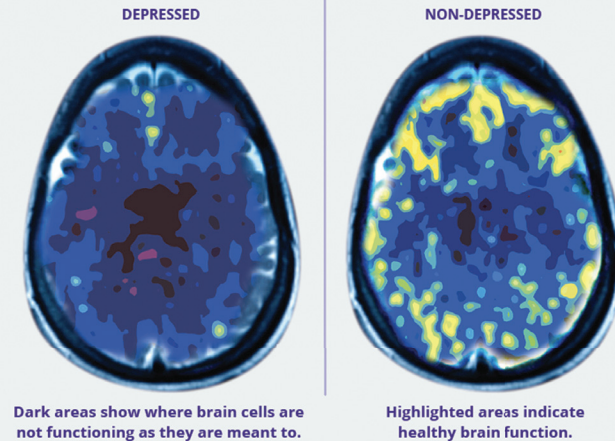 DEPRESSED
NON-DEPRESSED
Dark areas show where brain cells are
not functioning as they are meant to.
Highlighted areas indicate
healthy brain function.